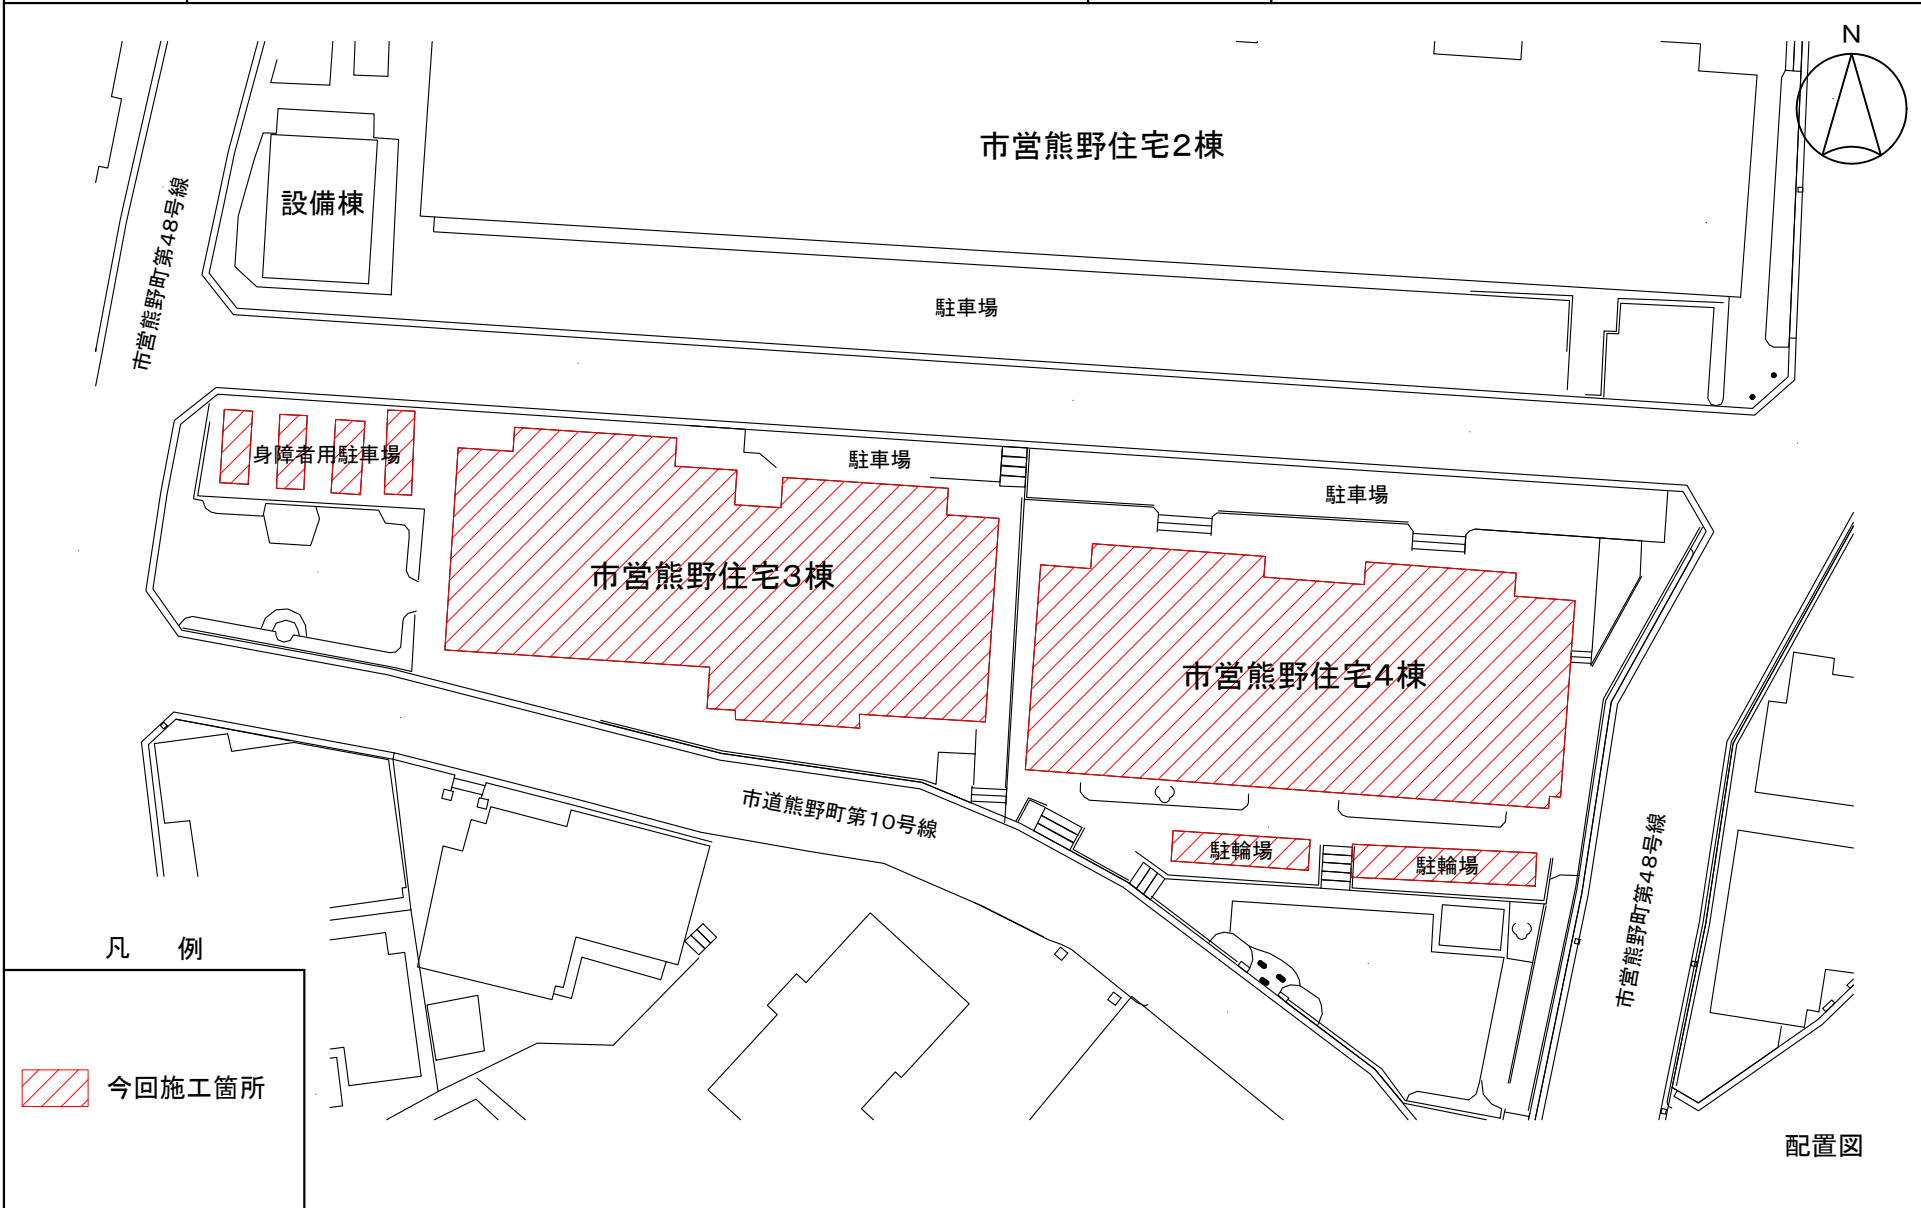 N
市営熊野住宅2棟
設備棟
市営熊野町第48号線
駐車場
身障者用駐車場
駐車場
駐車場
市営熊野住宅3棟
市営熊野住宅4棟
市道熊野町第10号線
駐輪場
駐輪場
市営熊野町第48号線
凡　例
今回施工箇所
配置図